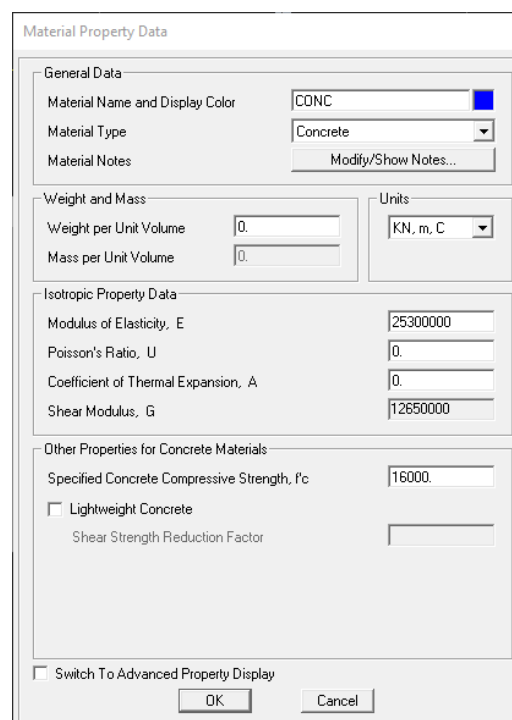 Material Property Data
General Data
Material Name and Display Color CONC
Material Type Concrete
Material Notes Modify/Show Notes...
Weight and Mass Units
Weight per Unit Volume 0. KN, m, C
Mass per Unit Volume 0.
Isotropic Property Data
Modulus of Elasticity, E 25300000
Poisson's Ratio, U 0.
Coefficient of Thermal Expansion, A 0.
Shear Modulus, G 12650000
Other Properties for Concrete Materials
Specified Concrete Compressive Strength, f'c 16000.
Lightweight Concrete
Shear Strength Reduction Factor
Switch To Advanced Property Display
OK Cancel